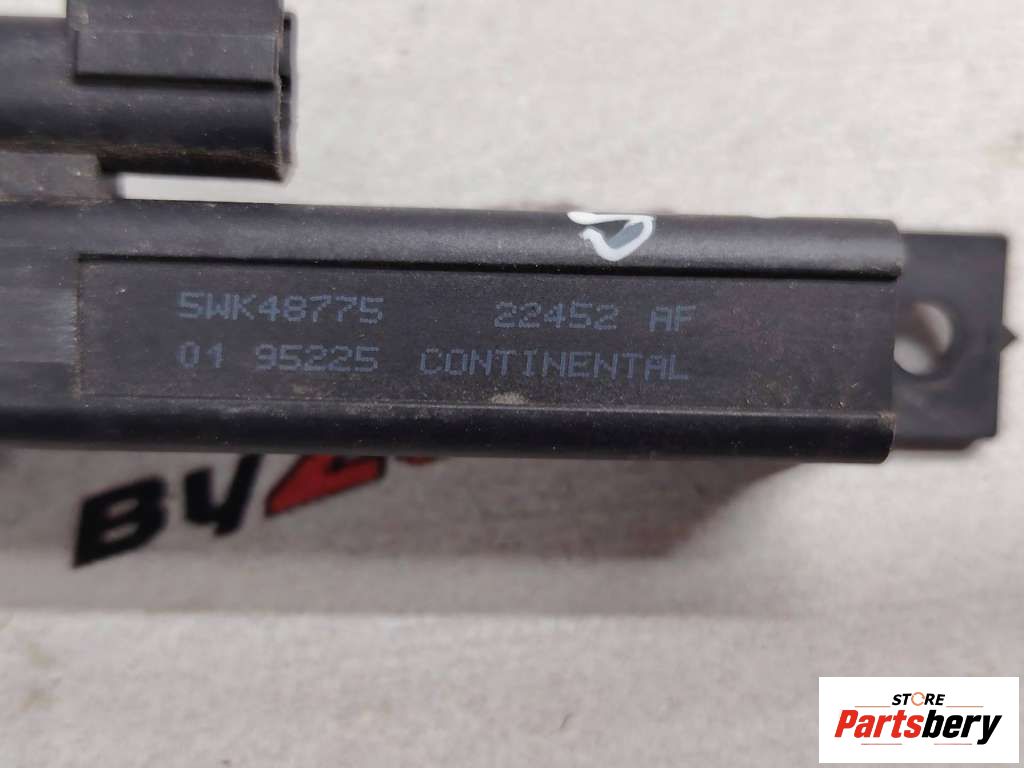 5WK48775 22452 AF
01 95225 CONTINENTAL
STORE
Partsbery